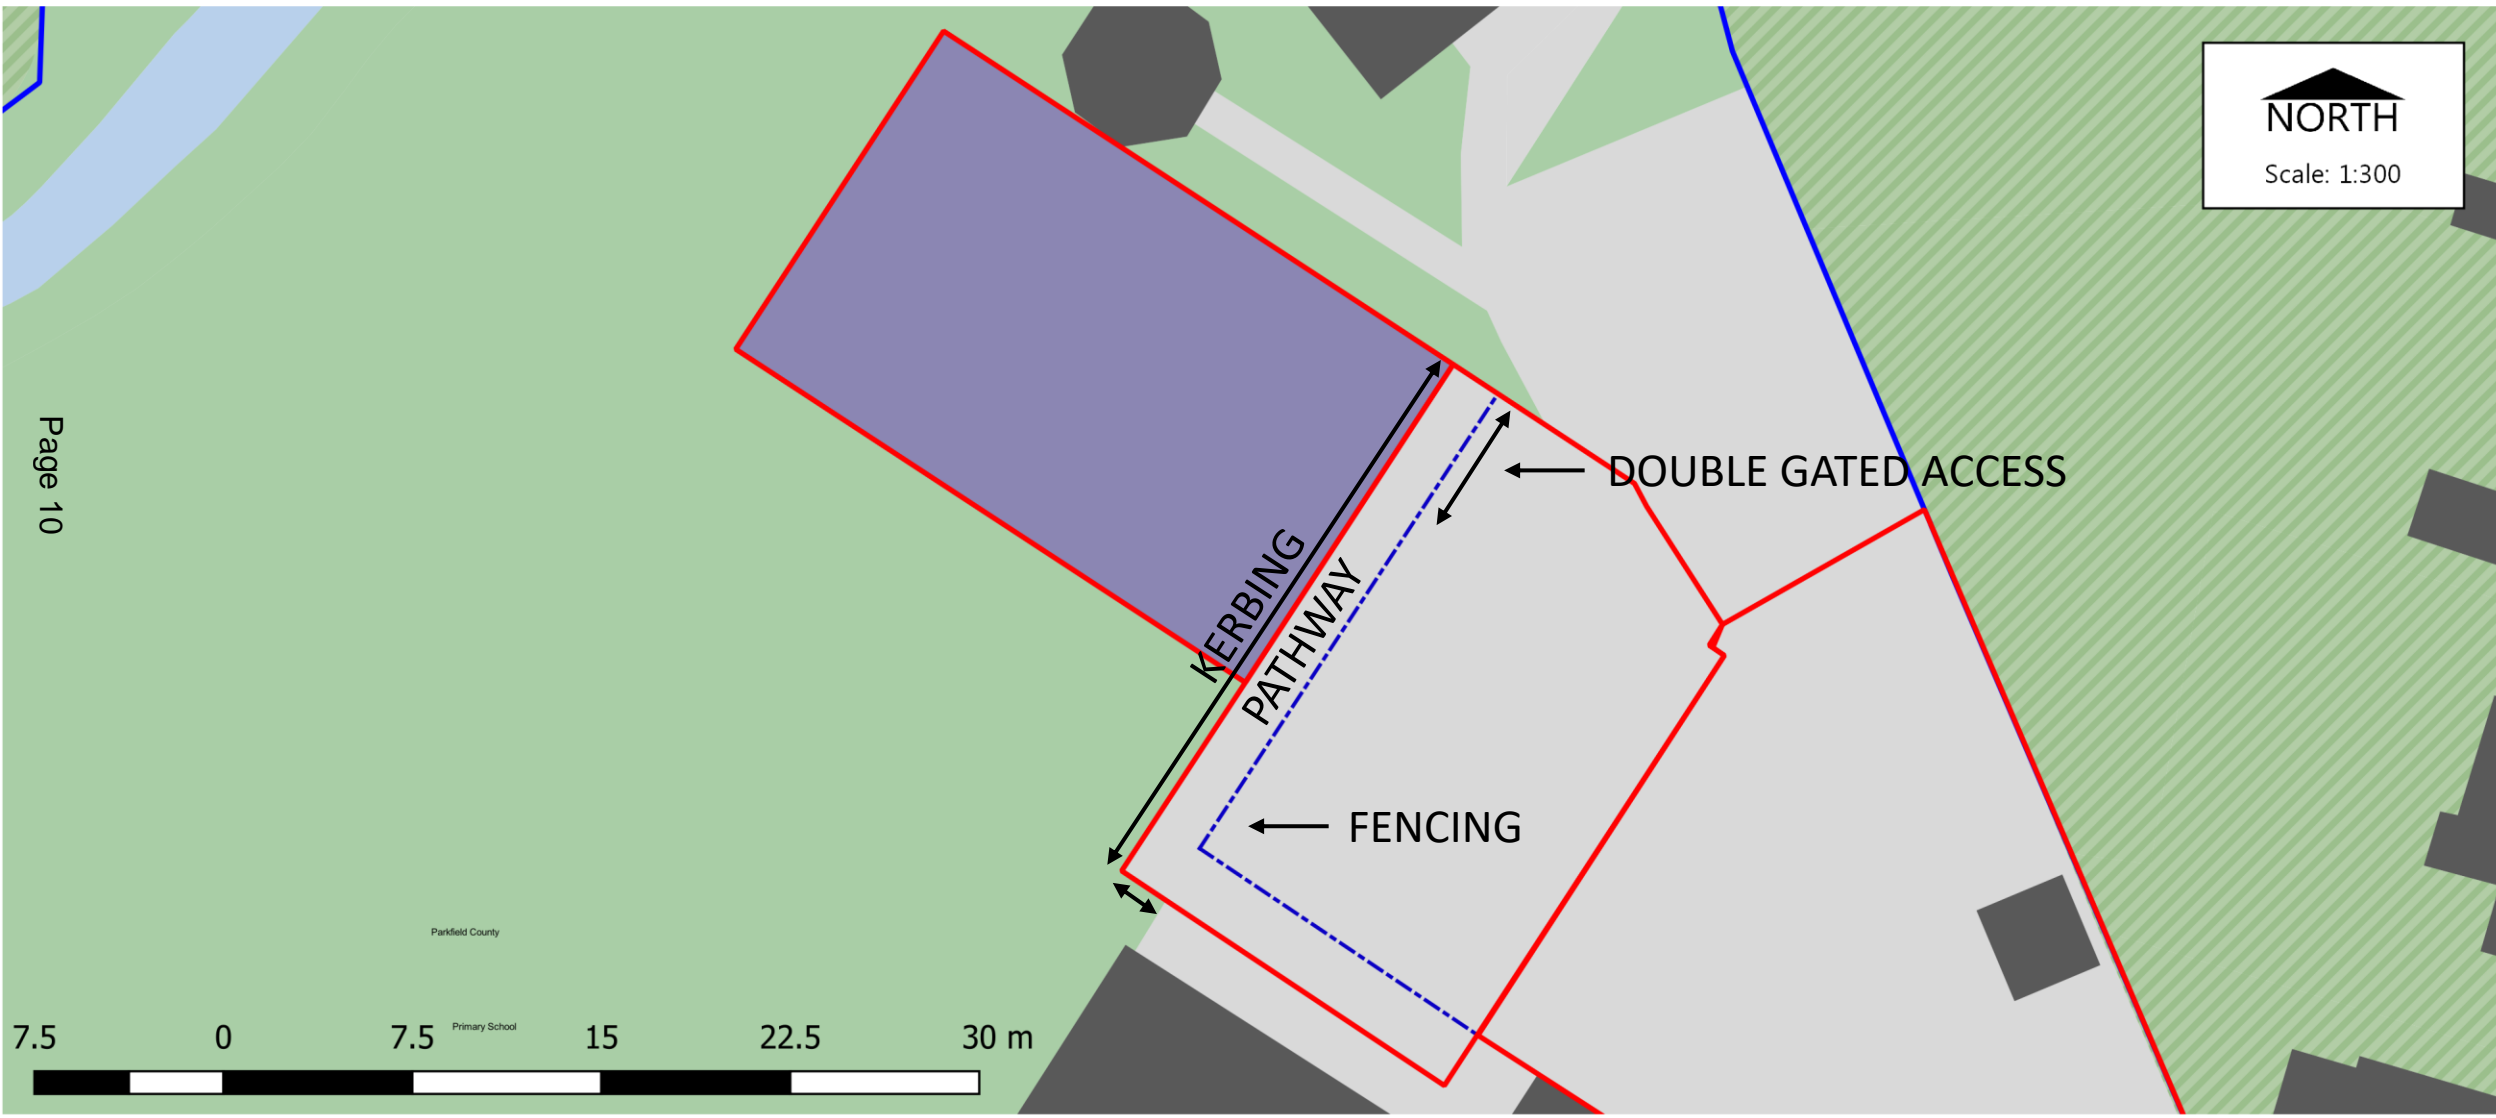 NORTH
Scale: 1:300
Page 10
DOUBLE GATED ACCESS
KERBING
PATHWAY
FENCING
Parkfield County
Primary School
7.5 0 7.5 15 22.5 30 m